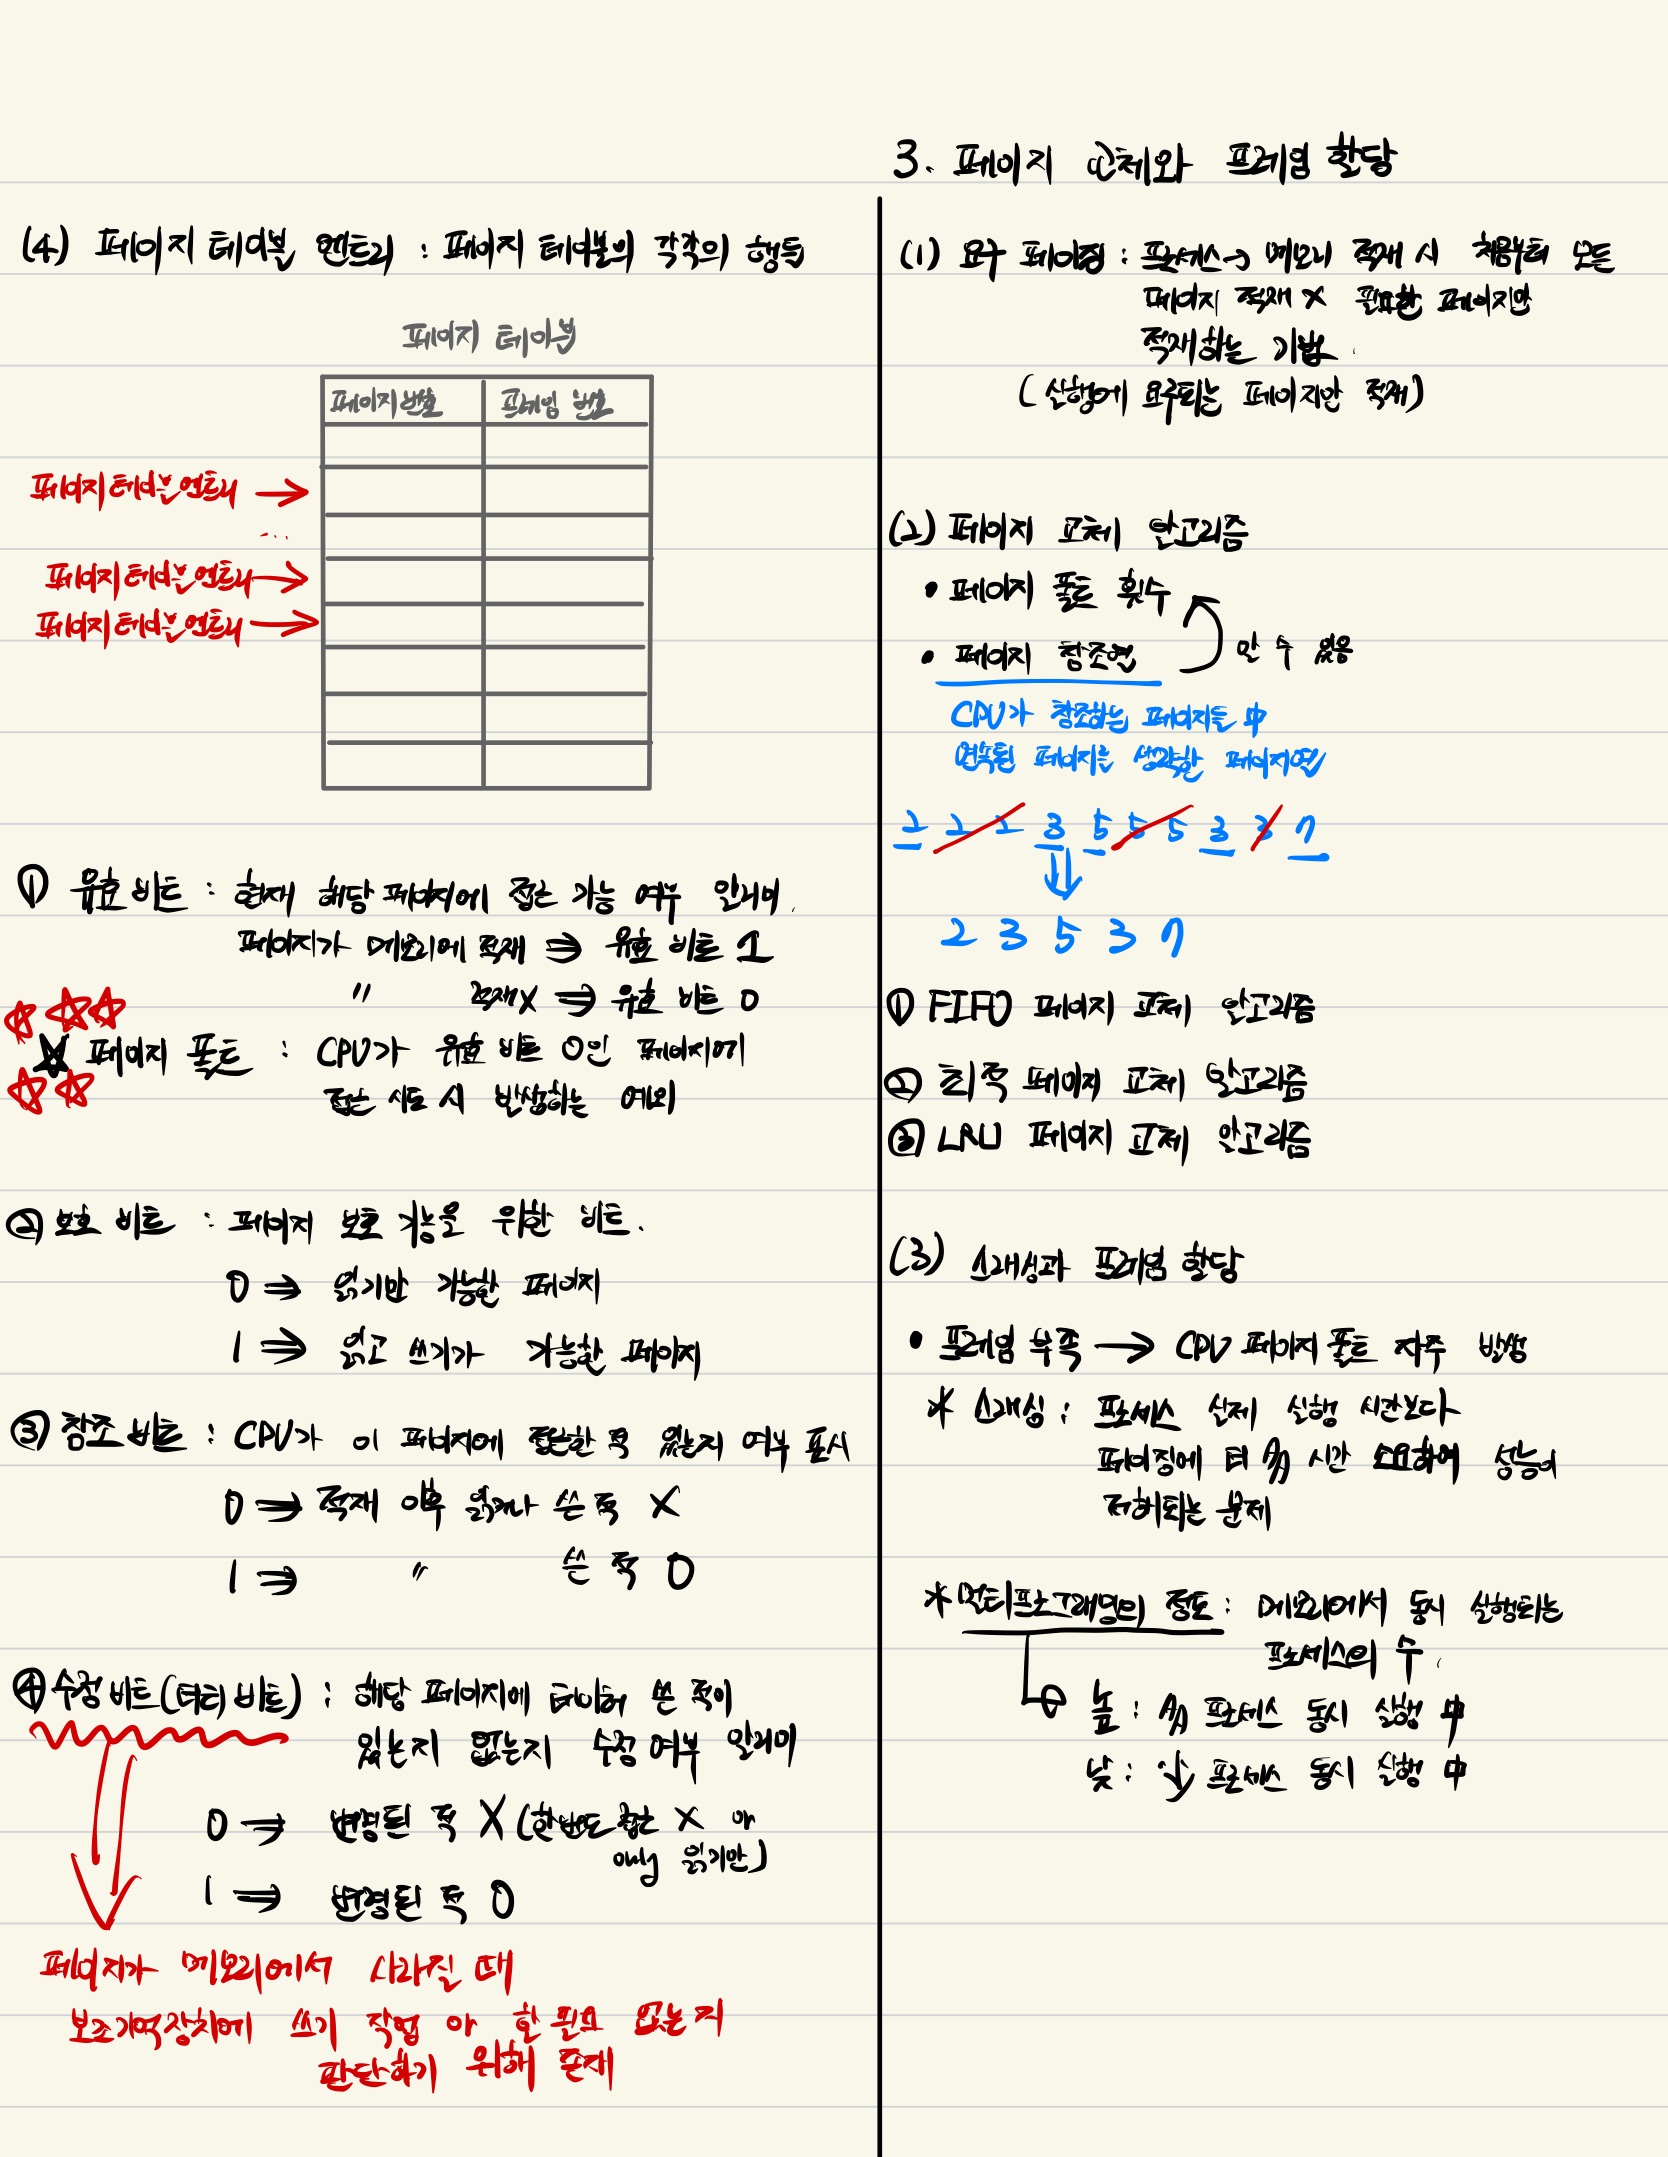 (4) 페이지 테이블 엔트리 : 페이지 테이블의 각각의 행들
페이지 테이블
페이지 번호 프레임 번호
페이지 테이블 엔트리 →
...
페이지 테이블 엔트리 →
페이지 테이블 엔트리 →
① 유효 비트 : 현재 해당 페이지에 접근 가능 여부 알려줌.
페이지가 메모리에 적재 ⇒ 유효 비트 1
〃 적재X ⇒ 유효 비트 0
페이지 폴트 : CPU가 유효 비트 0인 페이지에
접근 시도 시 발생하는 예외
② 보호 비트 : 페이지 보호 기능을 위한 비트.
0 ⇒ 읽기만 가능한 페이지
1 ⇒ 읽고 쓰기가 가능한 페이지
③ 참조 비트 : CPU가 이 페이지에 접근한 적 있는지 여부 표시
0 ⇒ 적재 이후 읽거나 쓴 적 X
1 ⇒ 〃 쓴 적 O
④ 수정 비트(더티 비트) : 해당 페이지에 데이터 쓴 적이
있는지 없는지 수정 여부 알려줌
0 ⇒ 변경된 적 X (한번도 접근 X or
only 읽기만)
1 ⇒ 변경된 적 O
페이지가 메모리에서 사라질 때
보조기억장치에 쓰기 작업 or 할 필요 없는지
판단하기 위해 존재
3. 페이지 교체와 프레임 할당
(1) 요구 페이징 : 프로세스→ 메모리 적재 시 처음부터 모든
페이지 적재 X 필요한 페이지만
적재하는 기법.
(실행에 요구되는 페이지만 적재)
(2) 페이지 교체 알고리즘
• 페이지 폴트 횟수
• 페이지 참조열 알 수 있음
CPU가 참조하는 페이지들 中
연속된 페이지를 생략한 페이지열
2 2 2 3 5 5 5 3 3 7
2 3 5 3 7
① FIFO 페이지 교체 알고리즘
② 최적 페이지 교체 알고리즘
③ LRU 페이지 교체 알고리즘
(3) 스래싱과 프레임 할당
• 프레임 부족 → CPU 페이지 폴트 자주 발생
* 스래싱 : 프로세스 실제 실행 시간보다
페이징에 더 多 시간 소요하여 성능이
저해되는 문제
* 멀티프로그래밍의 정도 : 메모리에서 동시 실행되는
프로세스의 수.
높 : 多 프로세스 동시 실행 中
낮 : 少 프로세스 동시 실행 中